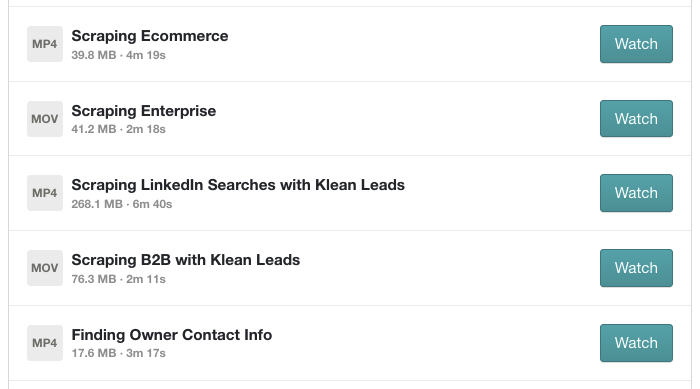 MP4
Scraping Ecommerce
39.8 MB · 4m 19s
Watch
MOV
Scraping Enterprise
41.2 MB · 2m 18s
Watch
MP4
Scraping LinkedIn Searches with Klean Leads
268.1 MB · 6m 40s
Watch
MOV
Scraping B2B with Klean Leads
76.3 MB · 2m 11s
Watch
MP4
Finding Owner Contact Info
17.6 MB · 3m 17s
Watch